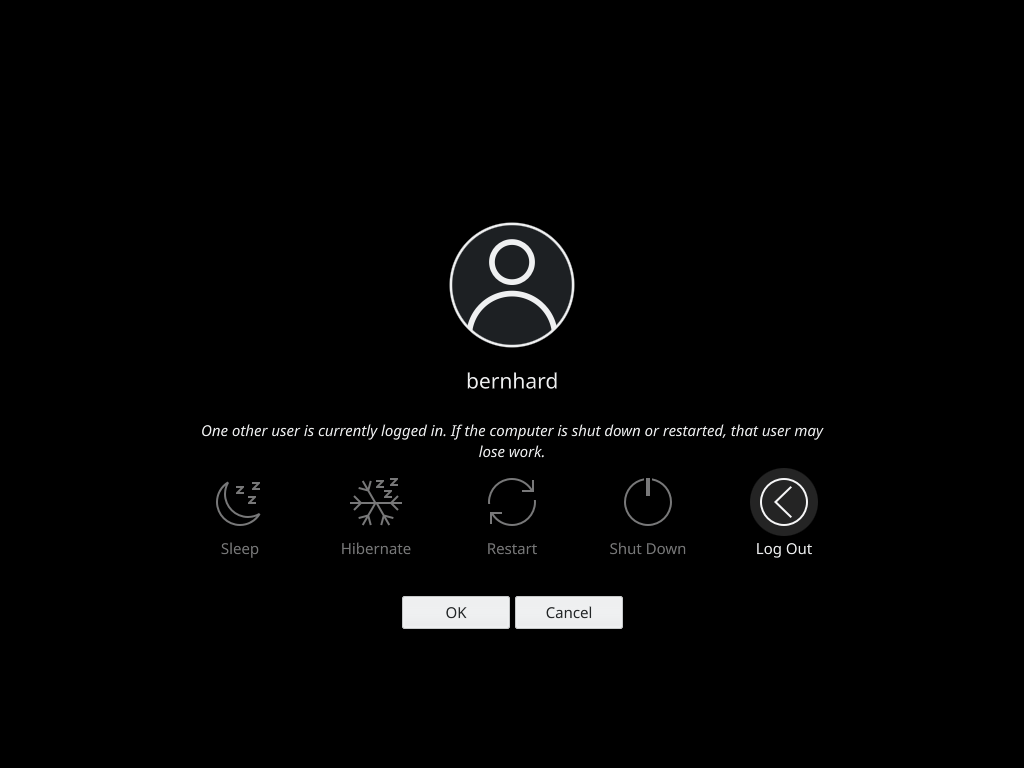 bernhard
One other user is currently logged in. If the computer is shut down or restarted, that user may
lose work.
Sleep Hibernate Restart Shut Down Log Out
OK Cancel